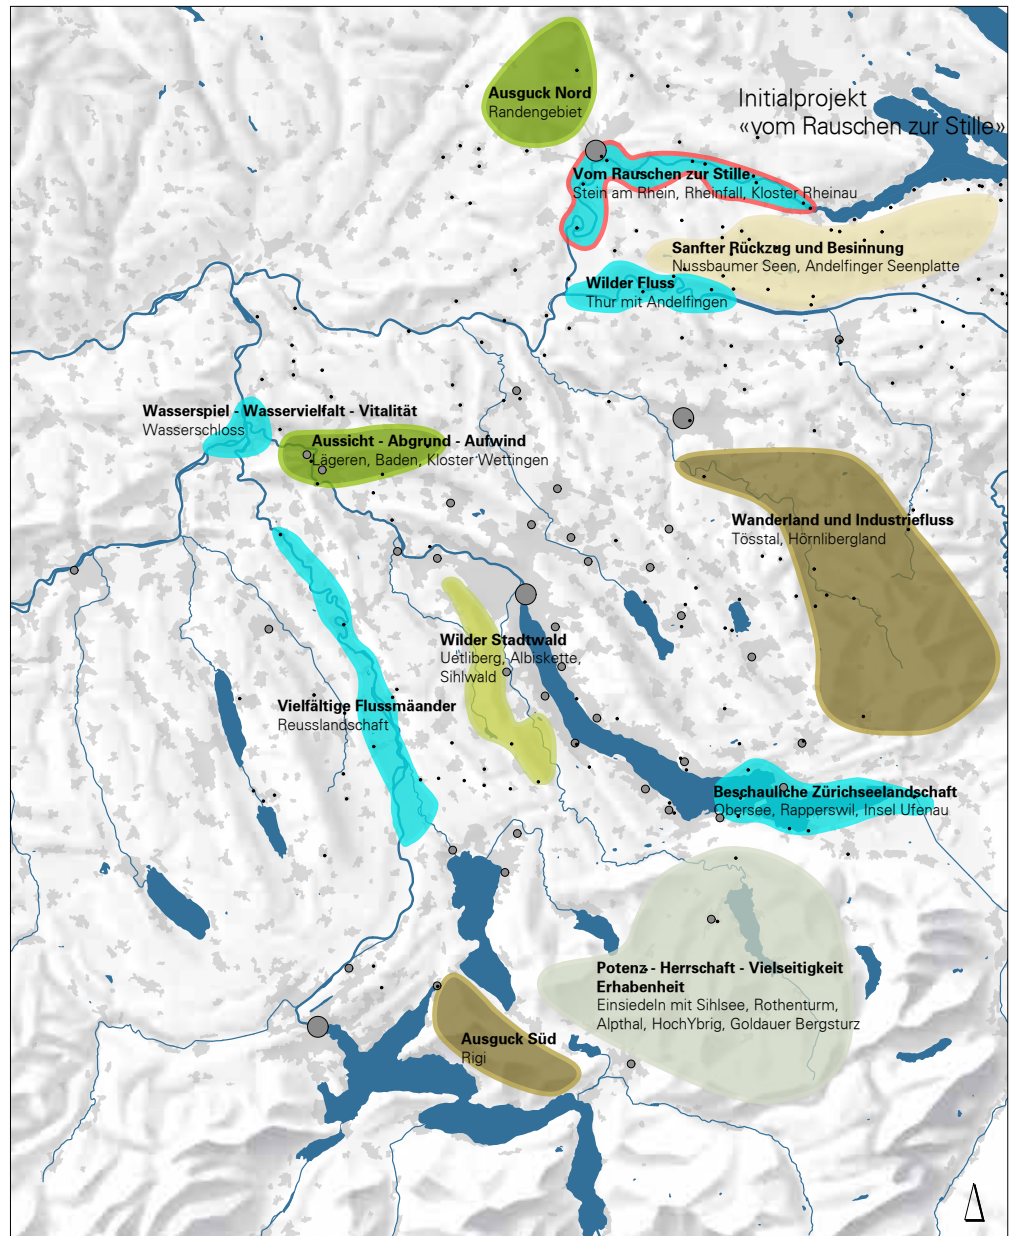 Ausguck Nord
Randengebiet
Initialprojekt
«vom Rauschen zur Stille»
Vom Rauschen zur Stille
Stein am Rhein, Rheinfall, Kloster Rheinau
Sanfter Rückzug und Besinnung
Nussbaumer Seen, Andelfinger Seenplatte
Wilder Fluss
Thur mit Andelfingen
Wasserspiel - Wasservielfalt - Vitalität
Wasserschloss
Aussicht - Abgrund - Aufwind
Lägeren, Baden, Kloster Wettingen
Wanderland und Industriefluss
Tösstal, Hörnlibergland
Wilder Stadtwald
Uetliberg, Albiskette,
Sihlwald
Vielfältige Flussmäander
Reusslandschaft
Beschauliche Zürichseelandschaft
Obersee, Rapperswil, Insel Ufenau
Potenz - Herrschaft - Vielseitigkeit
Erhabenheit
Einsiedeln mit Sihlsee, Rothenturm,
Alpthal, HochYbrig, Goldauer Bergsturz
Ausguck Süd
Rigi